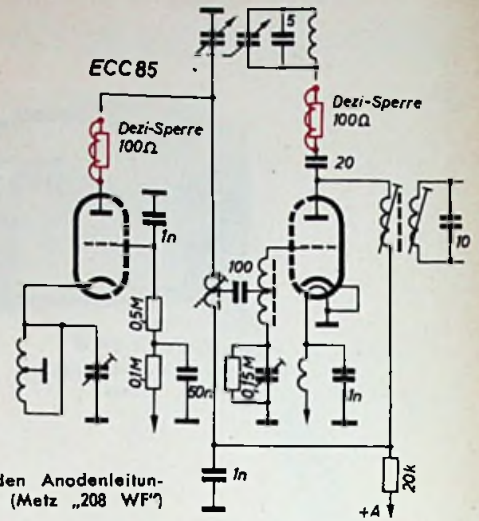 5
ECC85
Dezi-Sperre
100Ω
Dezi-Sperre
100Ω
20
1n
100
10
0,5M
0,1M
50n
0,15M
1n
1n
20k
+A
den Anodenleitun-
(Metz „208 WF")